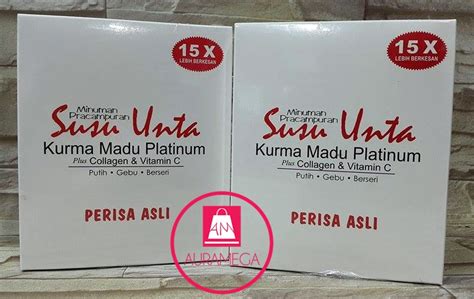 15 X
LEBIH BERKESAN
Minuman
Pracampuran
Susu Unta
Kurma Madu Platinum
Plus Collagen & Vitamin C
Putih • Gebu • Berseri
PERISA ASLI
15 X
LEBIH BERKESAN
Minuman
Pracampuran
Susu Unta
Kurma Madu Platinum
Plus Collagen & Vitamin C
Putih • Gebu • Berseri
PERISA ASLI
AM
AURAMEGA